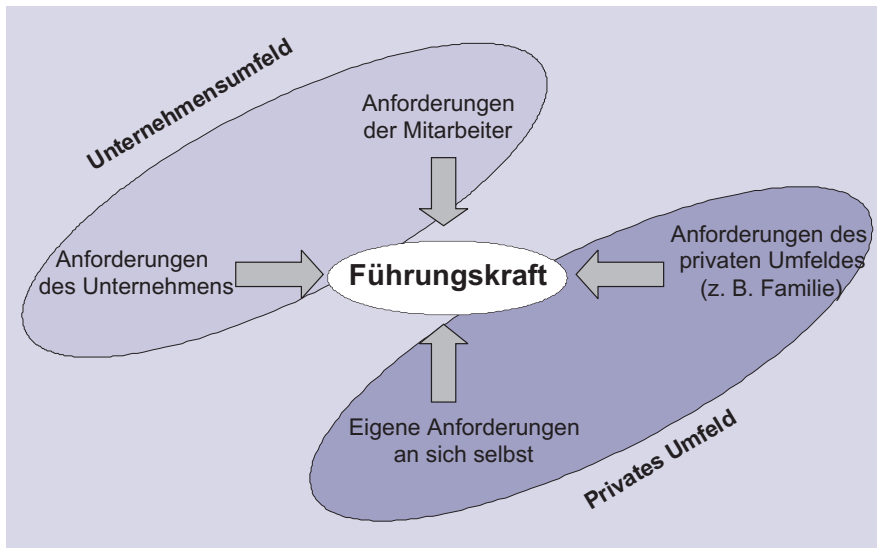 Unternehmensumfeld
Anforderungen
der Mitarbeiter
Anforderungen
des Unternehmens
Führungskraft
Anforderungen des
privaten Umfeldes
(z. B. Familie)
Eigene Anforderungen
an sich selbst
Privates Umfeld